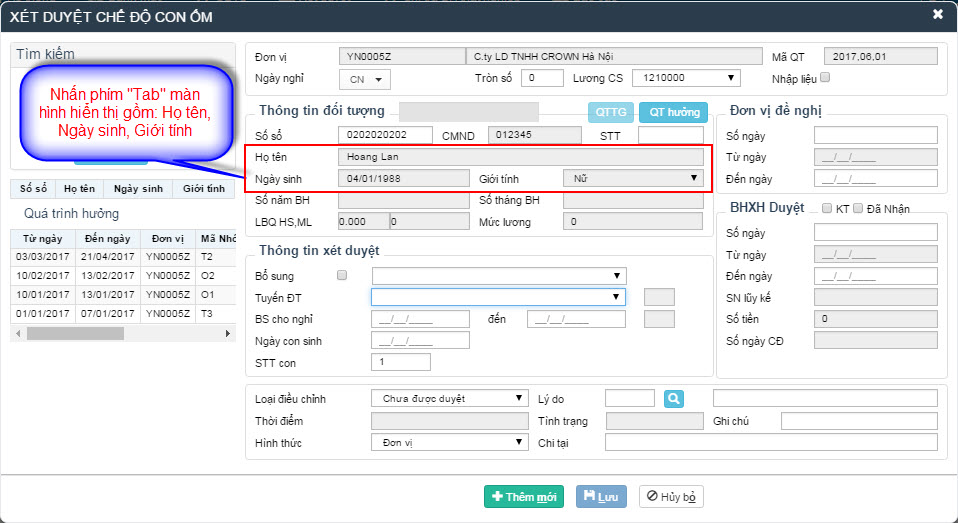 XÉT DUYỆT CHẾ ĐỘ CON ỐM
Tìm kiếm
Nhấn phím "Tab" màn
hình hiển thị gồm: Họ tên,
Ngày sinh, Giới tính
Số sổ Họ tên Ngày sinh Giới tính
Quá trình hưởng
Từ ngày Đến ngày Đơn vị Mã Nhó
03/03/2017 21/04/2017 YN0005Z T2
10/02/2017 13/02/2017 YN0005Z O2
10/01/2017 13/01/2017 YN0005Z O1
01/01/2017 07/01/2017 YN0005Z T3
Đơn vị YN0005Z C.ty LD TNHH CROWN Hà Nội Mã QT 2017.06.01
Ngày nghỉ CN Tròn số 0 Lương CS 1210000 Nhập liệu
Thông tin đối tượng QTTG QT hưởng
Số sổ 0202020202 CMND 012345 STT
Họ tên Hoang Lan
Ngày sinh 04/01/1988 Giới tính Nữ
Số năm BH Số tháng BH
LBQ HS,ML 0.000 0 Mức lương 0
Đơn vị đề nghị
Số ngày
Từ ngày __/__/____
Đến ngày __/__/____
BHXH Duyệt KT Đã Nhận
Số ngày
Từ ngày __/__/____
Đến ngày __/__/____
SN lũy kế
Số tiền 0
Số ngày CĐ
Thông tin xét duyệt
Bổ sung
Tuyến ĐT
BS cho nghỉ __/__/____ đến __/__/____
Ngày con sinh __/__/____
STT con 1
Loại điều chỉnh Chưa được duyệt Lý do
Thời điểm Tình trạng Ghi chú
Hình thức Đơn vị Chi tại
Thêm mới Lưu Hủy bỏ